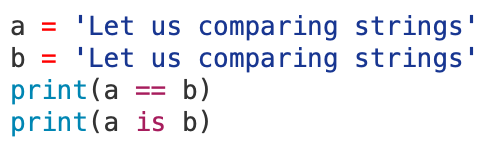 a = 'Let us comparing strings'
b = 'Let us comparing strings'
print(a == b)
print(a is b)